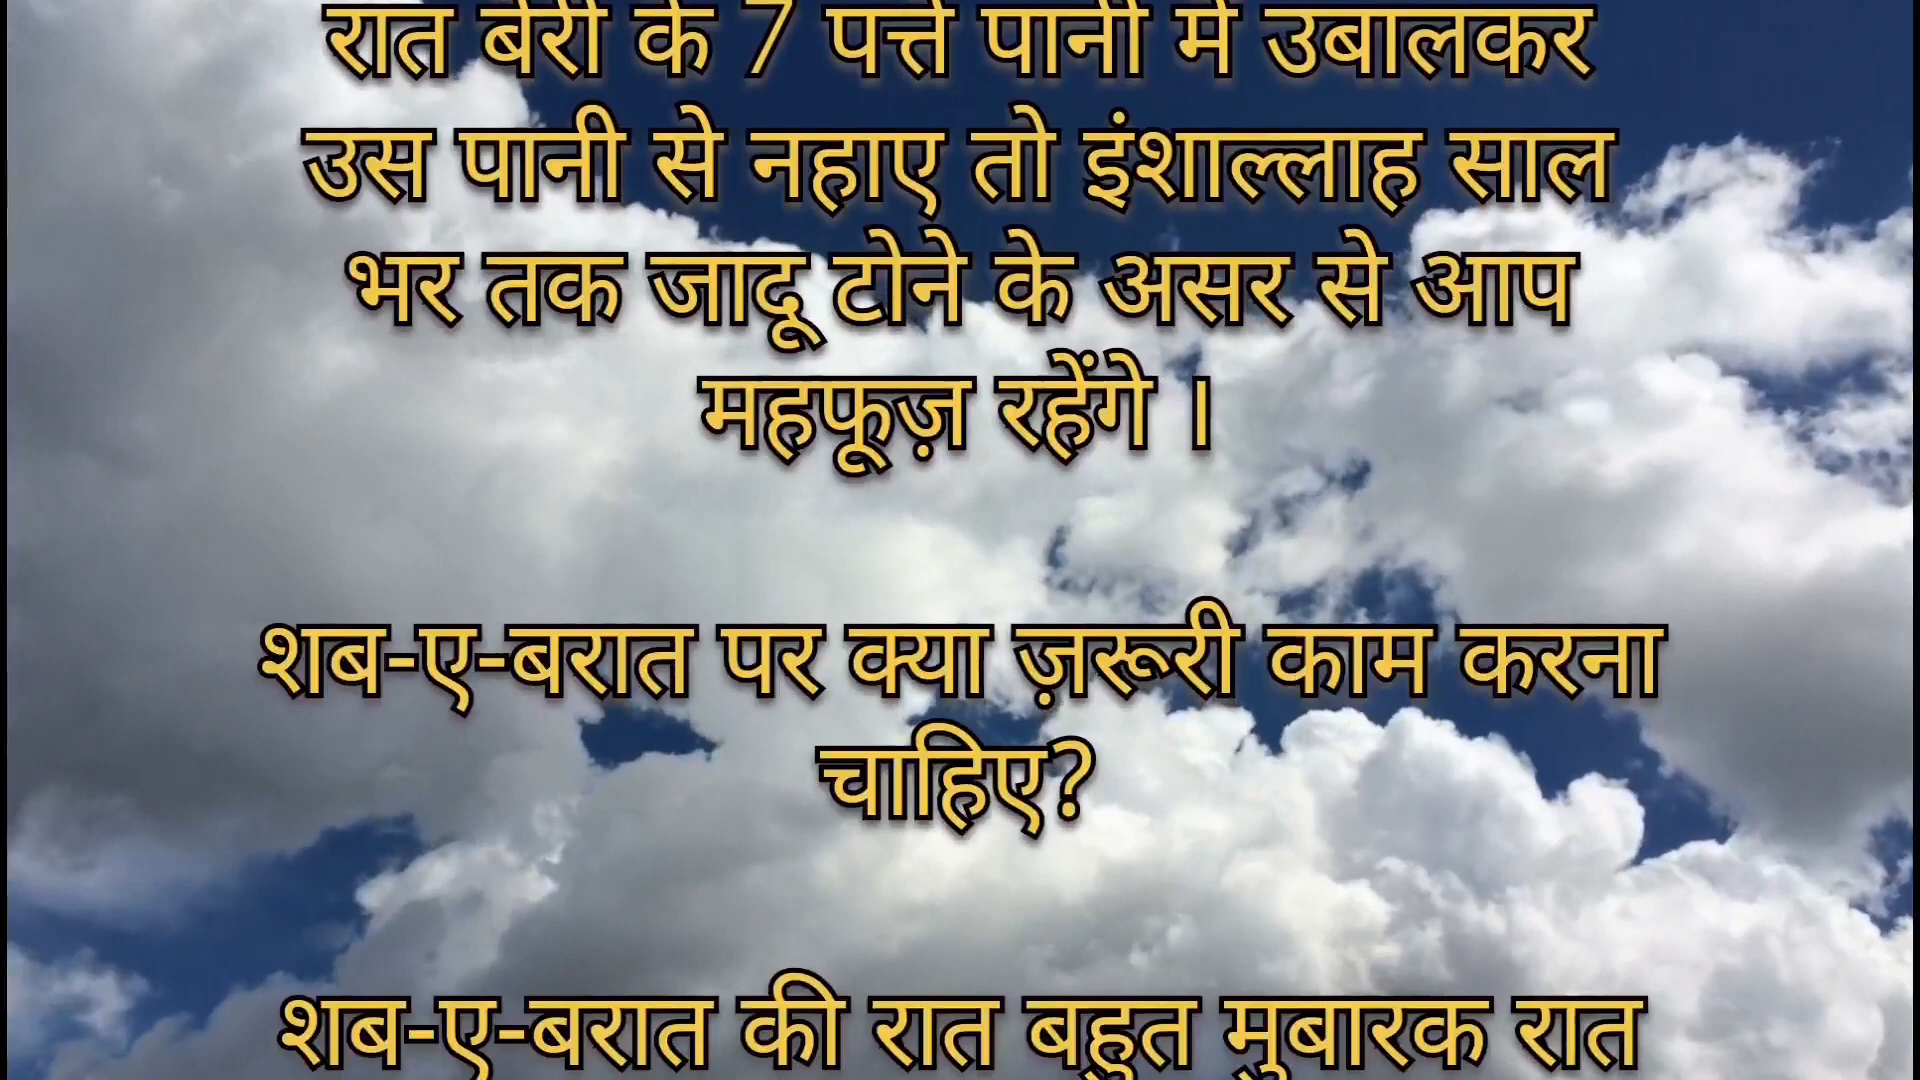 रात बेरी के 7 पत्ते पानी में उबालकर
उस पानी से नहाए तो इंशाल्लाह साल
भर तक जादू टोने के असर से आप
महफूज़ रहेंगे ।
शब-ए-बरात पर क्या ज़रूरी काम करना
चाहिए?
शब-ए-बरात की रात बहुत मुबारक रात